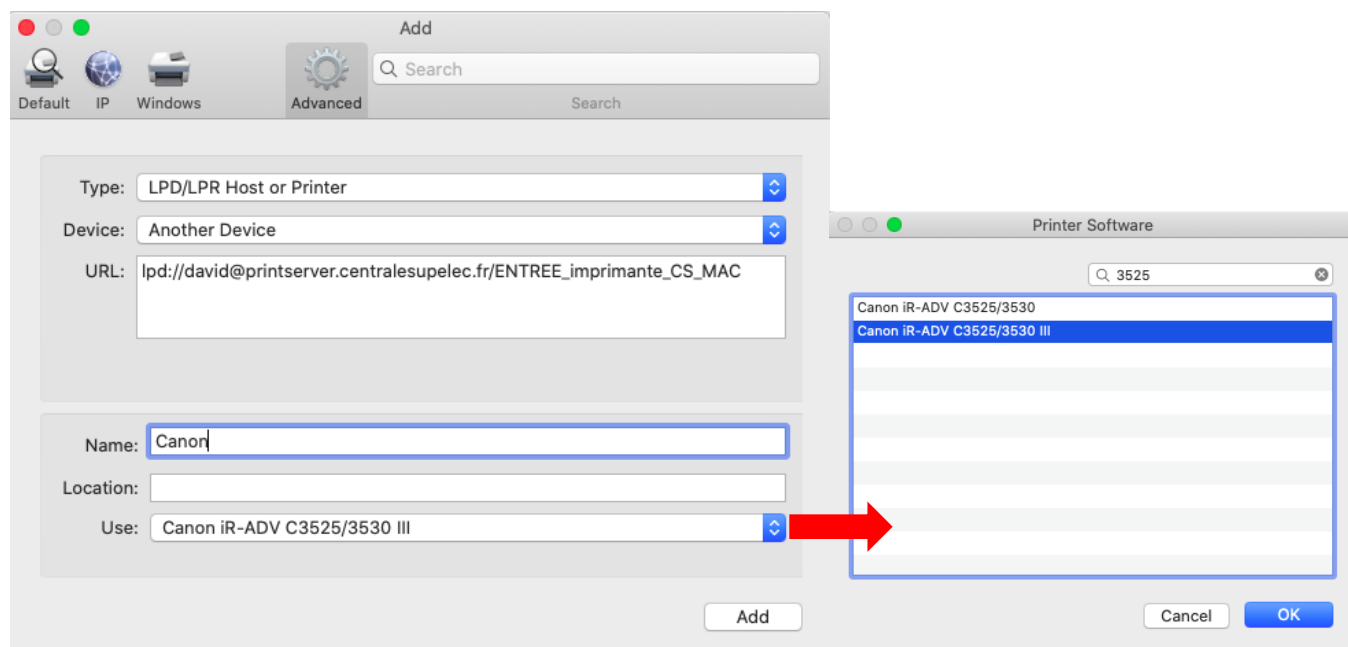 Add
Default IP Windows Advanced
Search
Search
Type: LPD/LPR Host or Printer
Device: Another Device
URL: lpd://david@printserver.centralesupelec.fr/ENTREE_imprimante_CS_MAC
Name: Canon
Location:
Use: Canon iR-ADV C3525/3530 III
Add
Printer Software
3525
Canon iR-ADV C3525/3530
Canon iR-ADV C3525/3530 III
Cancel OK